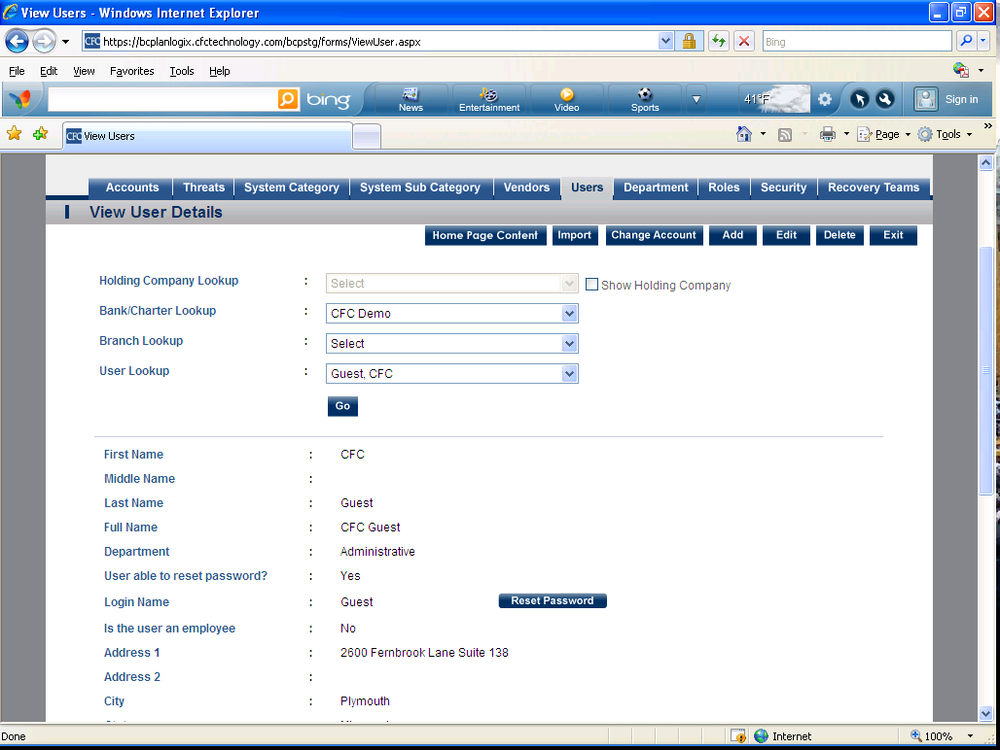 View Users - Windows Internet Explorer
CFC https://bcplanlogix.cfctechnology.com/bcpstg/forms/ViewUser.aspx Bing
File Edit View Favorites Tools Help
bing News Entertainment Video Sports 41°F Sign in
CFC View Users Page Tools
Accounts Threats System Category System Sub Category Vendors Users Department Roles Security Recovery Teams
View User Details
Home Page Content Import Change Account Add Edit Delete Exit
Holding Company Lookup : Select Show Holding Company
Bank/Charter Lookup : CFC Demo
Branch Lookup : Select
User Lookup : Guest, CFC
Go
First Name : CFC
Middle Name :
Last Name : Guest
Full Name : CFC Guest
Department : Administrative
User able to reset password? : Yes
Login Name : Guest Reset Password
Is the user an employee : No
Address 1 : 2600 Fernbrook Lane Suite 138
Address 2 :
City : Plymouth
Done Internet 100%